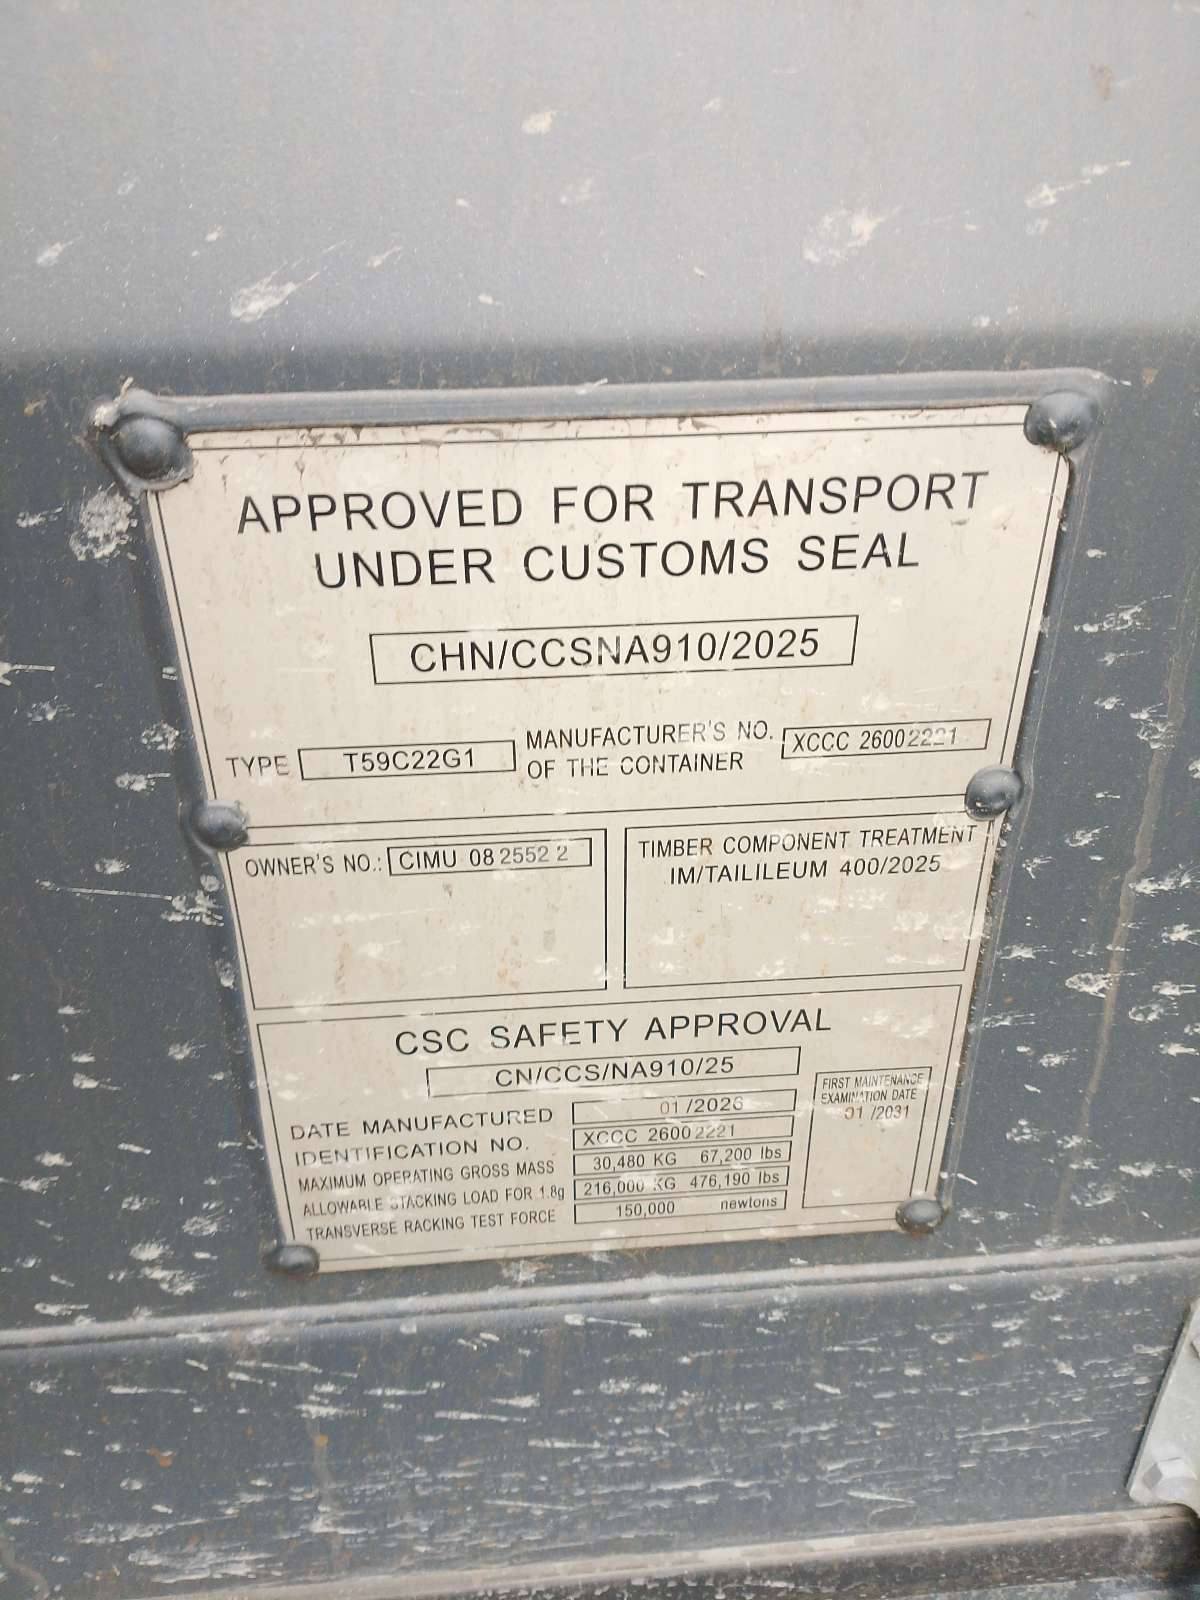 APPROVED FOR TRANSPORT
UNDER CUSTOMS SEAL
CHN/CCSNA910/2025
TYPE T59C22G1
MANUFACTURER'S NO.
OF THE CONTAINER
XCCC 26002221
OWNER'S NO.: CIMU 08 2552 2
TIMBER COMPONENT TREATMENT
IM/TAILILEUM 400/2025
CSC SAFETY APPROVAL
CN/CCS/NA910/25
DATE MANUFACTURED 01 /2026
IDENTIFICATION NO. XCCC 26002221
MAXIMUM OPERATING GROSS MASS 30,480 KG 67,200 lbs
ALLOWABLE STACKING LOAD FOR 1.8g 216,000 KG 476,190 lbs
TRANSVERSE RACKING TEST FORCE 150,000 newtons
FIRST MAINTENANCE
EXAMINATION DATE
01 /2031